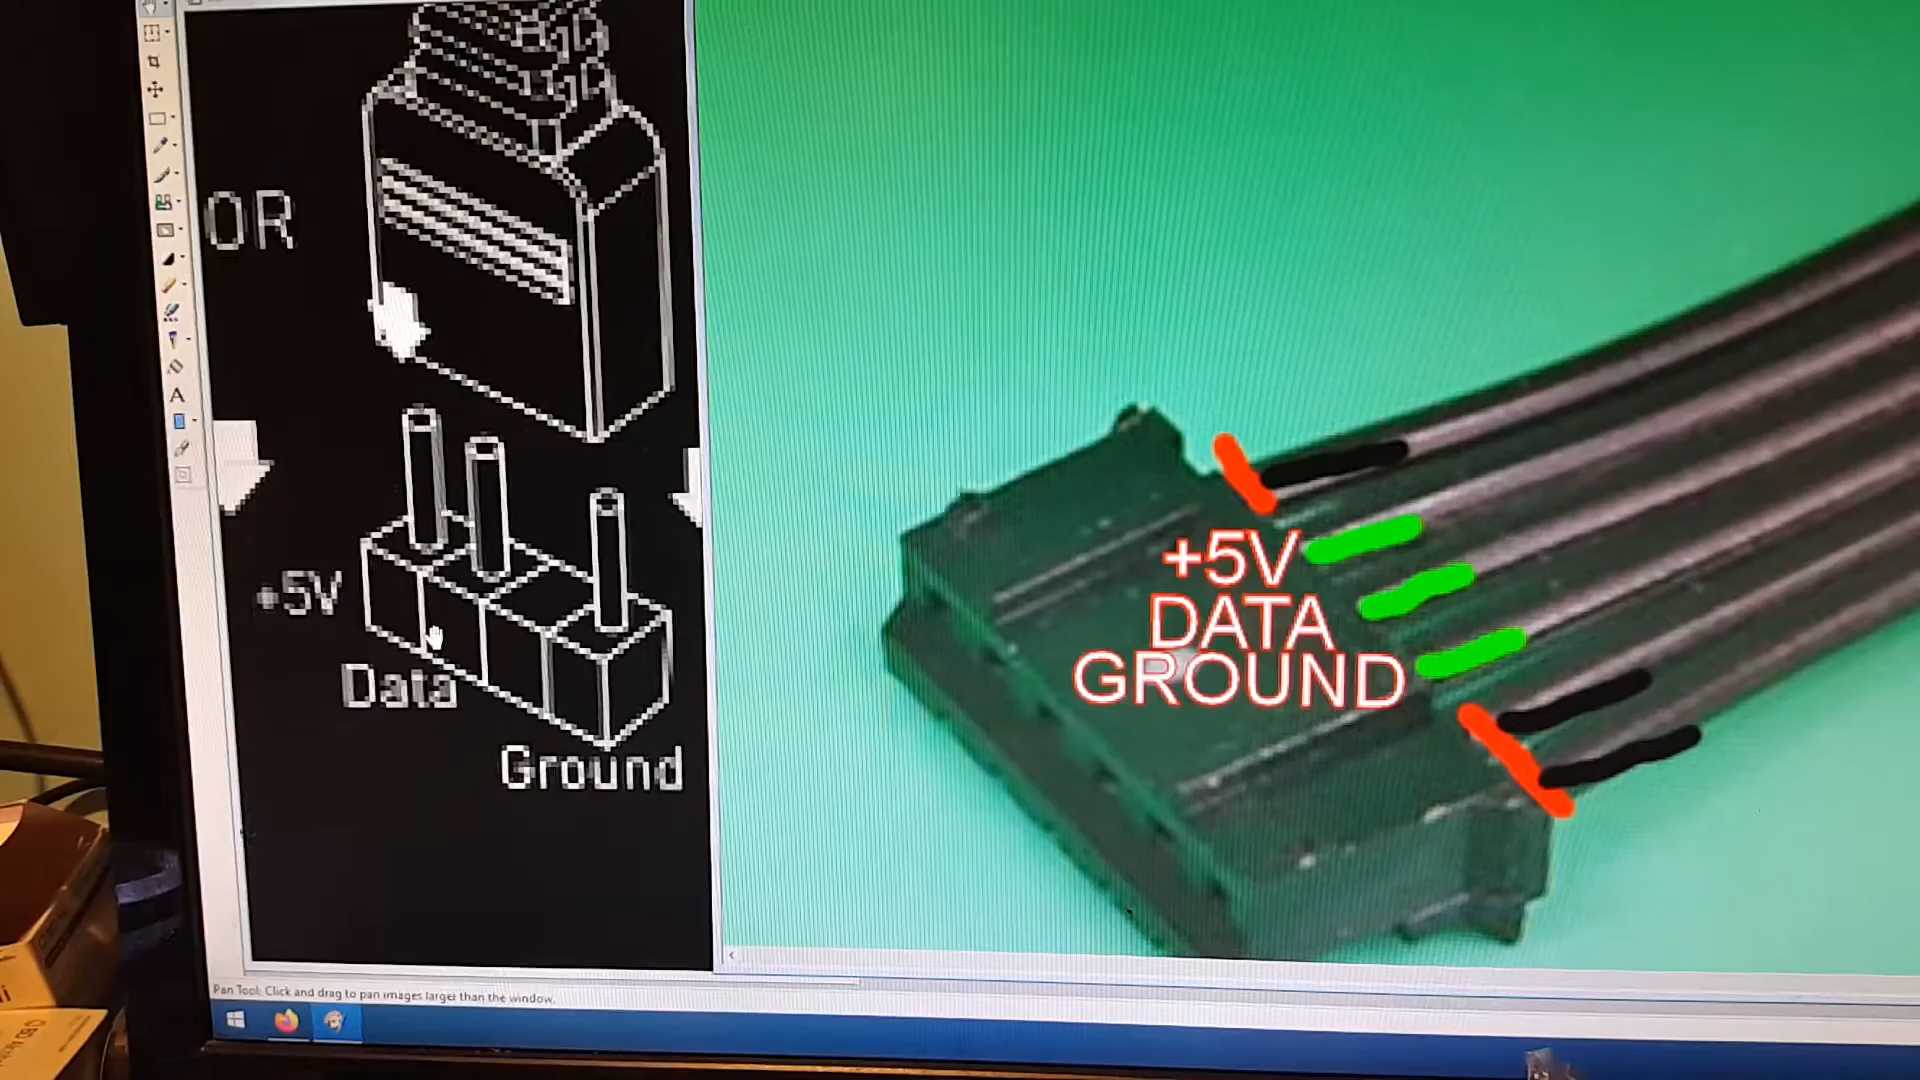 OR
+5V
Data
Ground
+5V
DATA
GROUND
Pan Tool: Click and drag to pan images larger than the window.